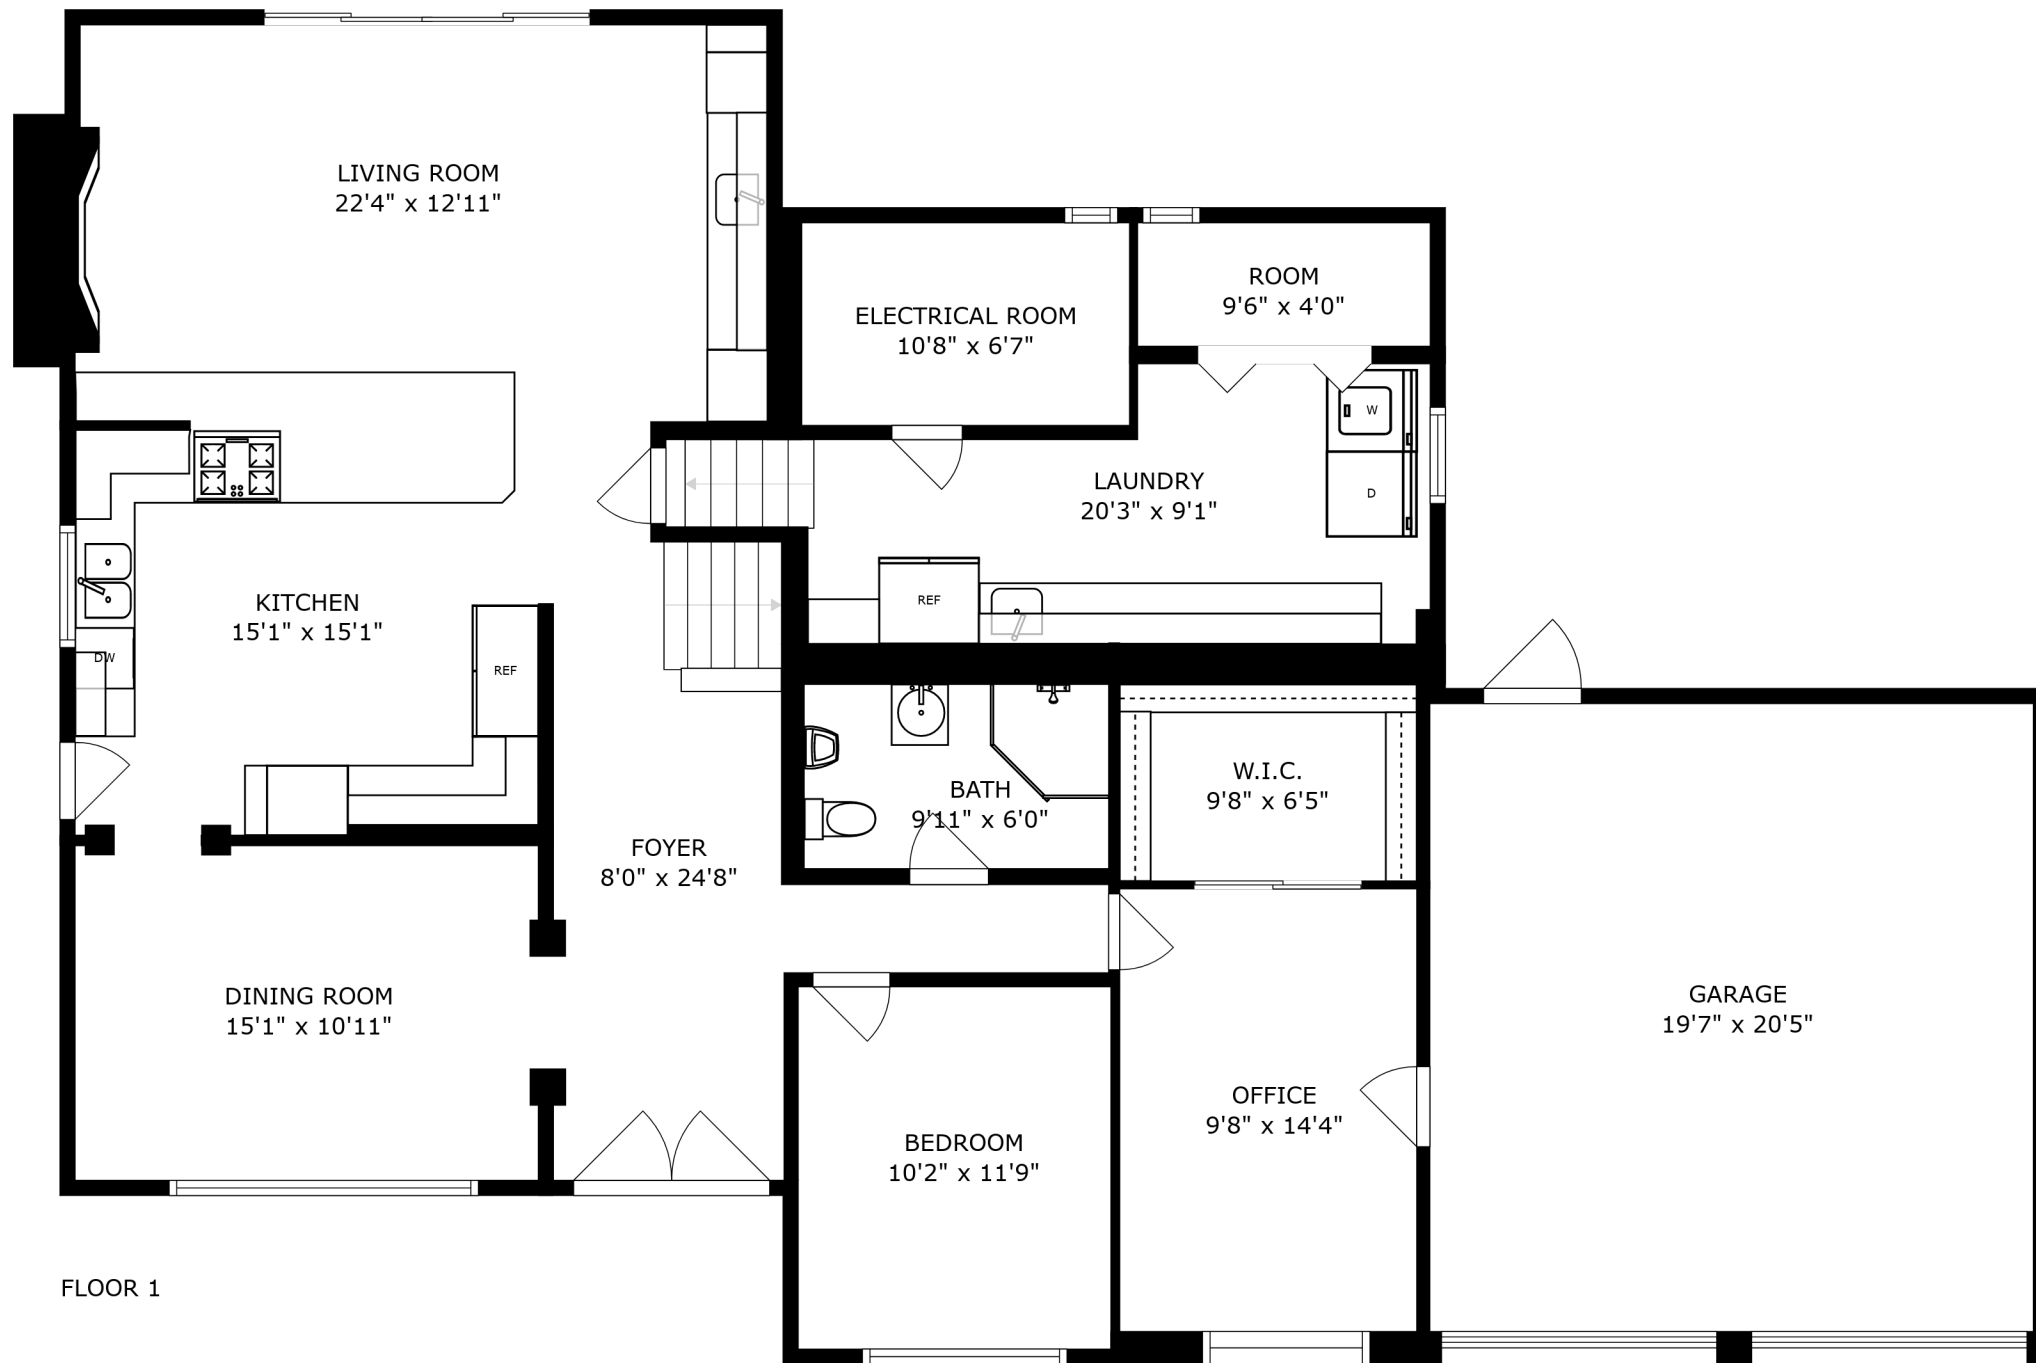 LIVING ROOM
22'4" x 12'11"
ROOM
9'6" x 4'0"
ELECTRICAL ROOM
10'8" x 6'7"
W
LAUNDRY
20'3" x 9'1"
D
KITCHEN
15'1" x 15'1"
REF
DW
REF
BATH
9'11" x 6'0"
W.I.C.
9'8" x 6'5"
FOYER
8'0" x 24'8"
DINING ROOM
15'1" x 10'11"
GARAGE
19'7" x 20'5"
OFFICE
9'8" x 14'4"
BEDROOM
10'2" x 11'9"
FLOOR 1